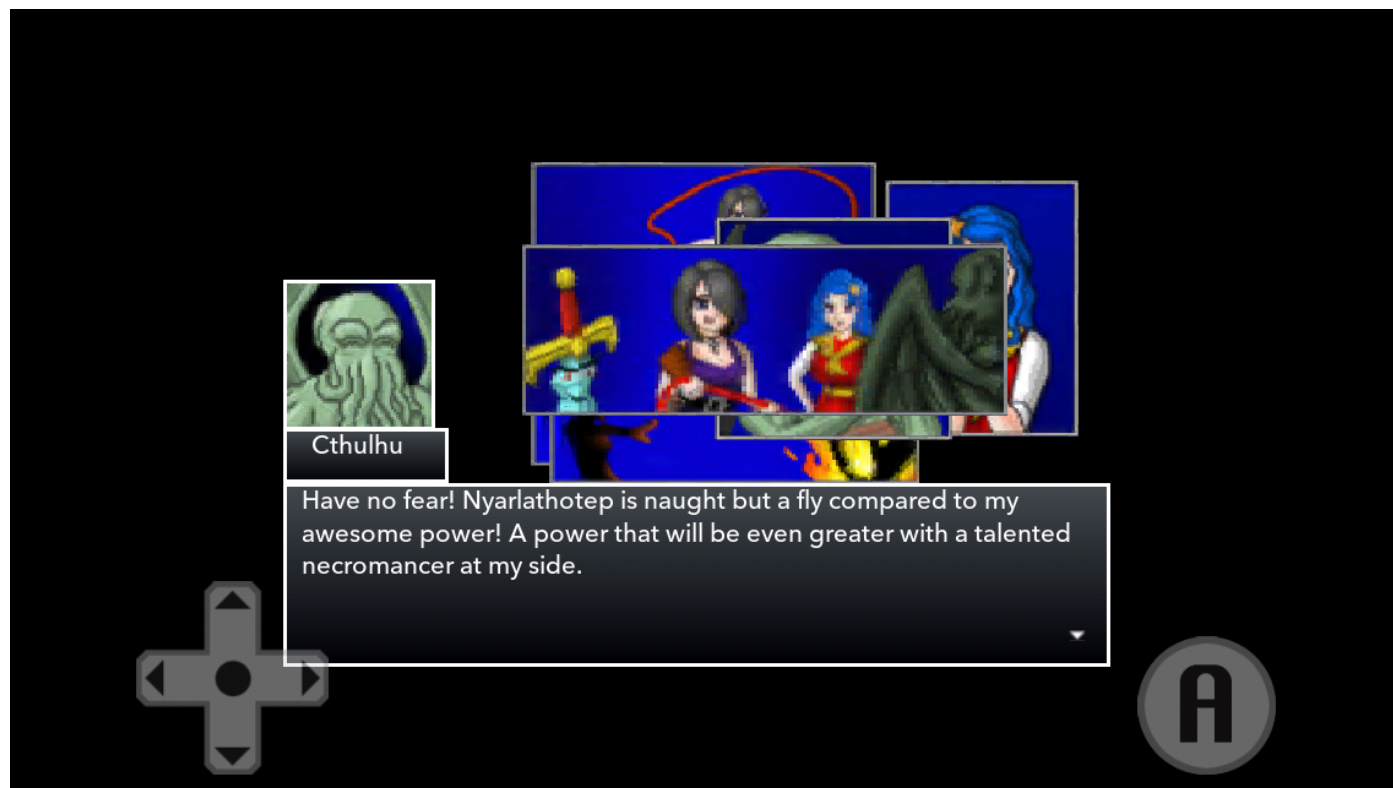 Cthulhu
Have no fear! Nyarlathotep is naught but a fly compared to my
awesome power! A power that will be even greater with a talented
necromancer at my side.
A